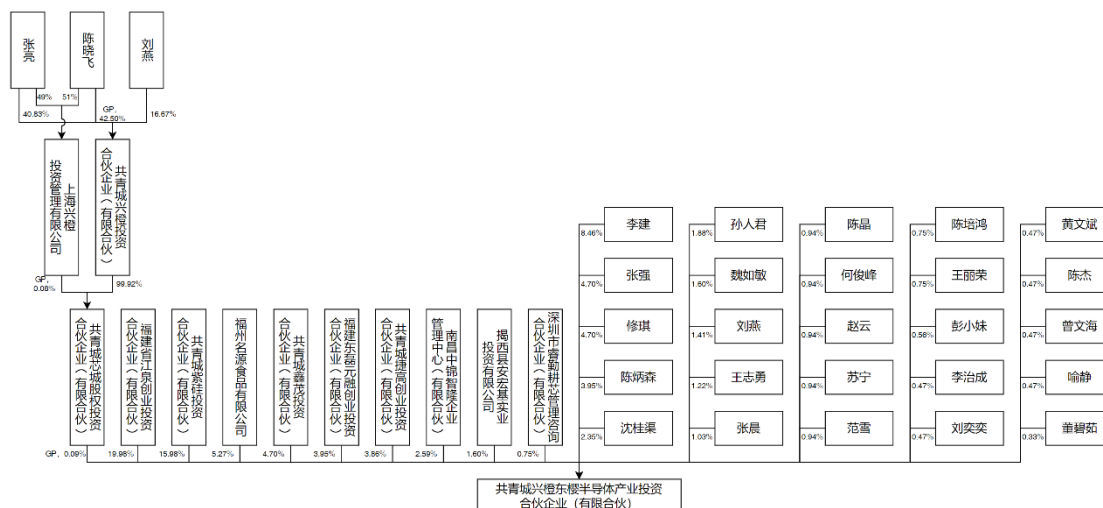 张亮
陈晓飞
刘燕
49%
51%
40.83%
GP，
42.50%
16.67%
上海兴橙
投资管理有限公司
共青城兴橙投资
合伙企业（有限合伙）
GP，
0.08%
99.92%
共青城芯城股权投资
合伙企业（有限合伙）
福建省江泉创业投资
合伙企业（有限合伙）
共青城紫硅投资
合伙企业（有限合伙）
福州名源食品有限公司
共青城鑫茂投资
合伙企业（有限合伙）
福建东磊元融创业投资
合伙企业（有限合伙）
共青城捷高创业投资
合伙企业（有限合伙）
南昌中锦智隆企业
管理中心（有限合伙）
揭西县安宏基实业
投资有限公司
深圳市睿勤耕芯管理咨询
合伙企业（有限合伙）
GP，0.09%
19.98%
15.98%
5.27%
4.70%
3.95%
3.86%
2.59%
1.60%
0.75%
李建
8.46%
孙人君
1.88%
陈晶
0.94%
陈培鸿
0.75%
黄文斌
0.47%
张强
4.70%
魏如敏
1.60%
何俊峰
0.94%
王丽荣
0.75%
陈杰
0.47%
修琪
4.70%
刘燕
1.41%
赵云
0.94%
彭小妹
0.56%
曾文海
0.47%
陈炳森
3.95%
王志勇
1.22%
苏宁
0.94%
李治成
0.47%
喻静
0.47%
沈桂渠
2.35%
张晨
1.03%
范雪
0.94%
刘奕奕
0.47%
董碧茹
0.33%
共青城兴橙东樱半导体产业投资
合伙企业（有限合伙）